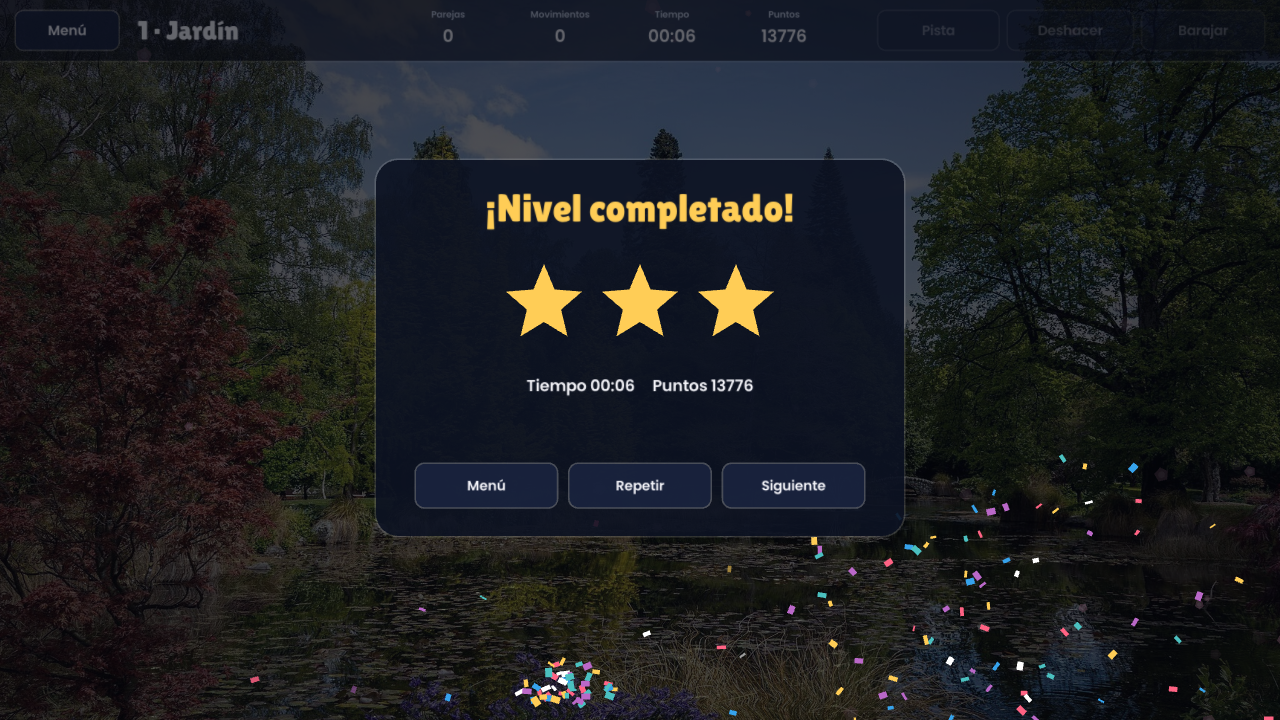 Menú
1 · Jardín
Parejas
0
Movimientos
0
Tiempo
00:06
Puntos
13776
Pista
Deshacer
Barajar
¡Nivel completado!
Tiempo 00:06 Puntos 13776
Menú
Repetir
Siguiente